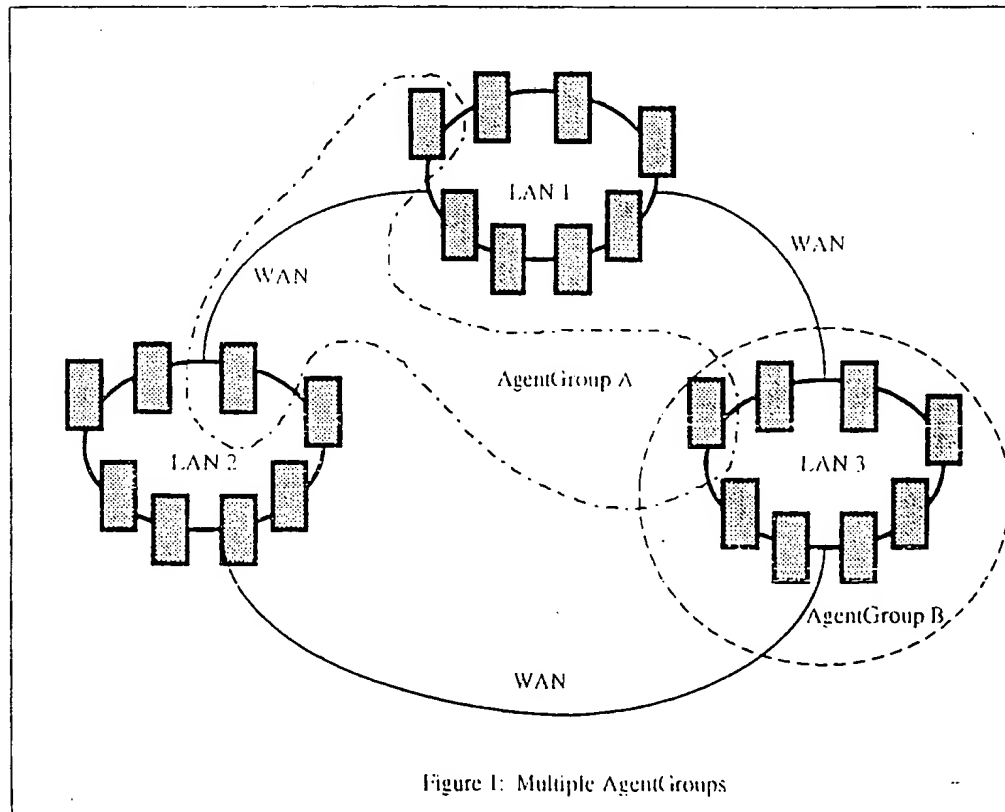 LAN 1
WAN
WAN
AgentGroup A
LAN 2
LAN 3
AgentGroup B
WAN
Figure 1: Multiple AgentGroups